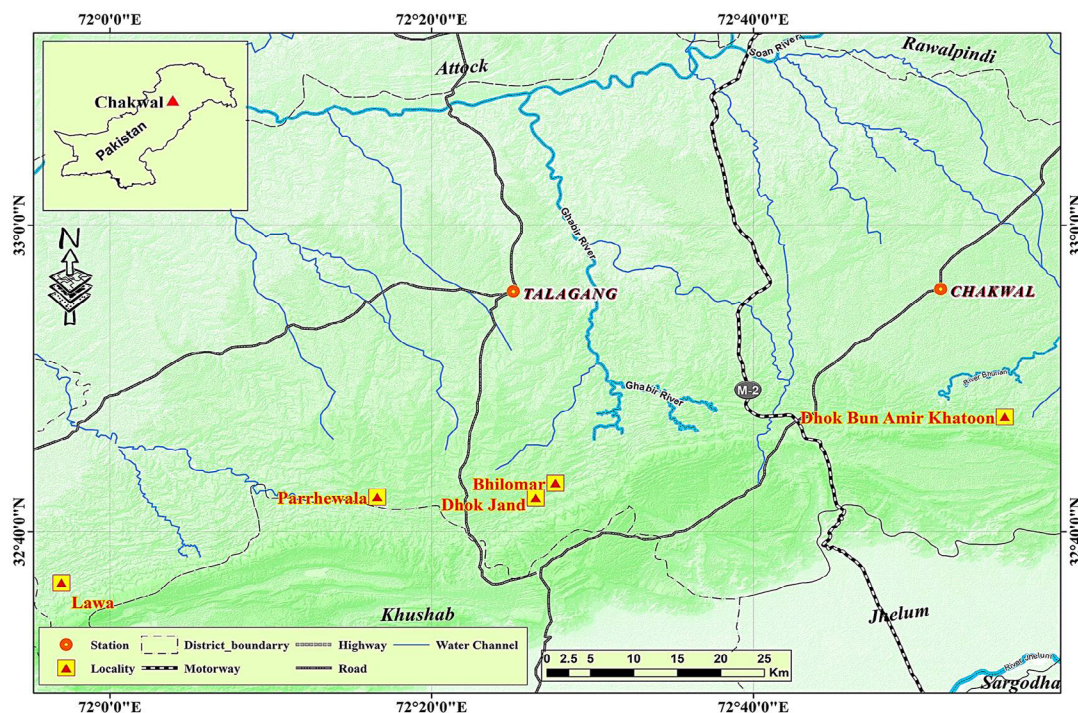 72°0'0"E 72°20'0"E 72°40'0"E
Attock
Soan River
Rawalpindi
Chakwal
Pakistan
33°0'0"N 33°0'0"N
N
Ghabir River
TALAGANG
CHAKWAL
River Bhulian
Ghabir River
M-2
Dhok Bun Amir Khatoon
Bhilomar
Parrhewala
Dhok Jand
32°40'0"N 32°40'0"N
Lawa
Khushab
Jhelum
River Jhelum
Sargodha
Station District_boundarry Highway Water Channel
Locality Motorway Road
0 2.5 5 10 15 20 25
Km
72°0'0"E 72°20'0"E 72°40'0"E